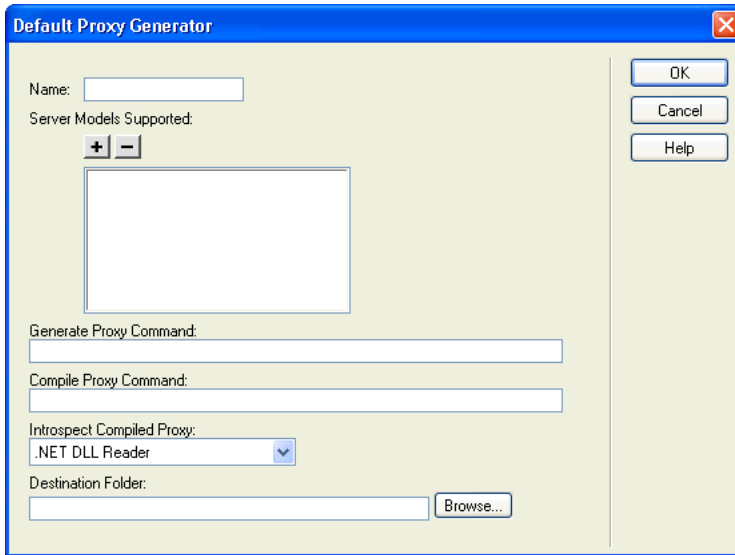 Default Proxy Generator
Name:
Server Models Supported:
+ −
Generate Proxy Command:
Compile Proxy Command:
Introspect Compiled Proxy:
.NET DLL Reader
Destination Folder:
Browse...
OK
Cancel
Help